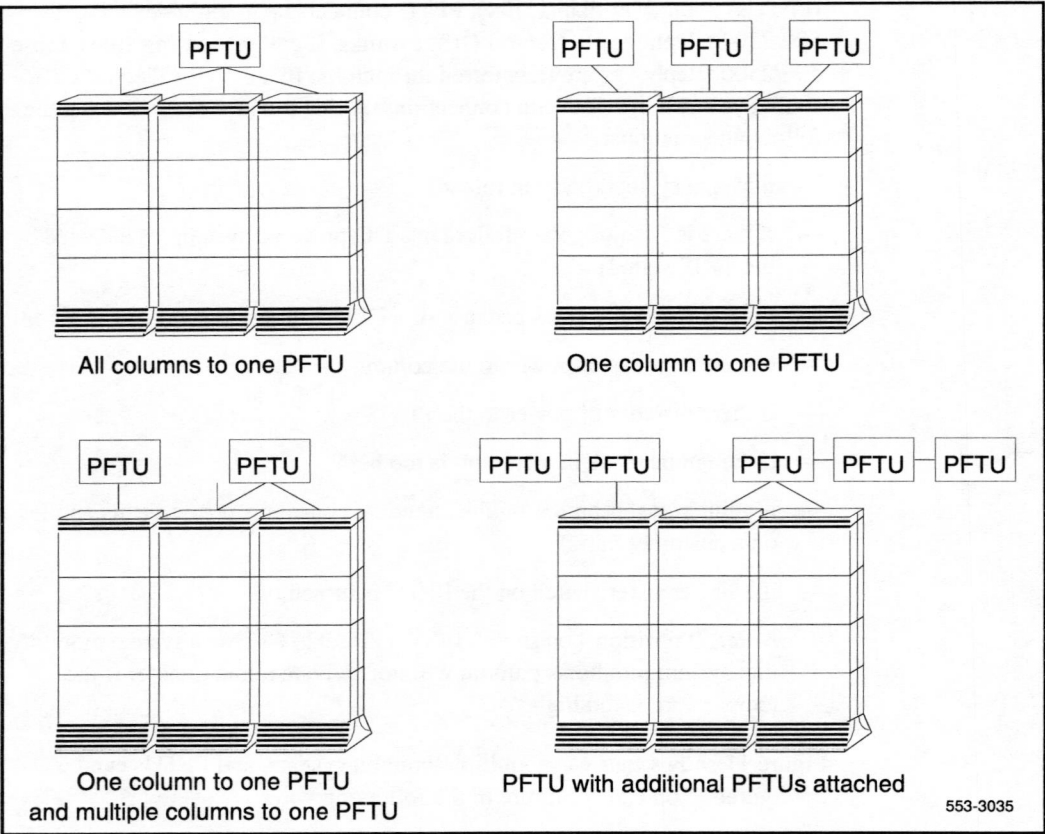 PFTU
PFTU PFTU PFTU
All columns to one PFTU
One column to one PFTU
PFTU PFTU
PFTU PFTU PFTU PFTU PFTU
One column to one PFTU
and multiple columns to one PFTU
PFTU with additional PFTUs attached
553-3035